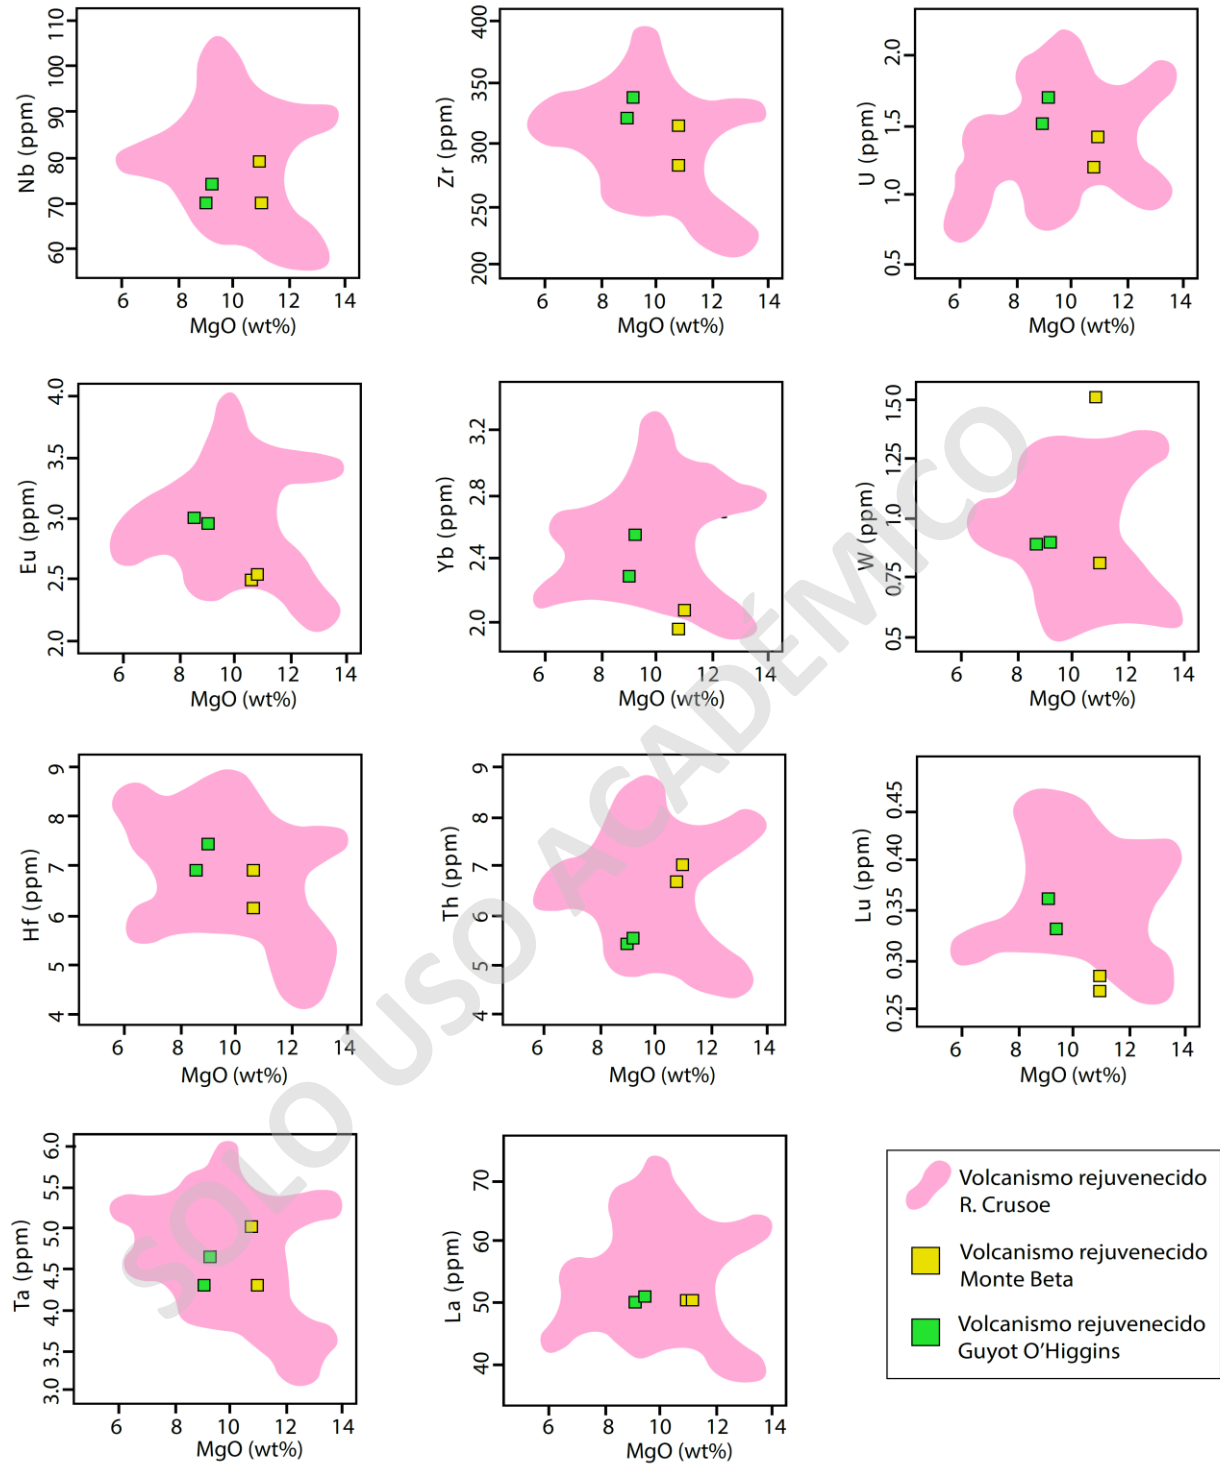 Nb (ppm)
110
100
90
80
70
60
6 8 10 12 14
MgO (wt%)
Zr (ppm)
400
350
300
250
200
6 8 10 12 14
MgO (wt%)
U (ppm)
2.0
1.5
1.0
0.5
6 8 10 12 14
MgO (wt%)
Eu (ppm)
4.0
3.5
3.0
2.5
2.0
6 8 10 12 14
MgO (wt%)
Yb (ppm)
3.2
2.8
2.4
2.0
6 8 10 12 14
MgO (wt%)
W (ppm)
1.50
1.25
1.0
0.75
0.5
6 8 10 12 14
MgO (wt%)
Hf (ppm)
9
8
7
6
5
4
6 8 10 12 14
MgO (wt%)
Th (ppm)
9
8
7
6
5
4
6 8 10 12 14
MgO (wt%)
Lu (ppm)
0.45
0.40
0.35
0.30
0.25
6 8 10 12 14
MgO (wt%)
Ta (ppm)
6.0
5.5
5.0
4.5
4.0
3.5
3.0
6 8 10 12 14
MgO (wt%)
La (ppm)
70
60
50
40
6 8 10 12 14
MgO (wt%)
Volcanismo rejuvenecido
R. Crusoe
Volcanismo rejuvenecido
Monte Beta
Volcanismo rejuvenecido
Guyot O'Higgins
SOLO USO ACADÉMICO